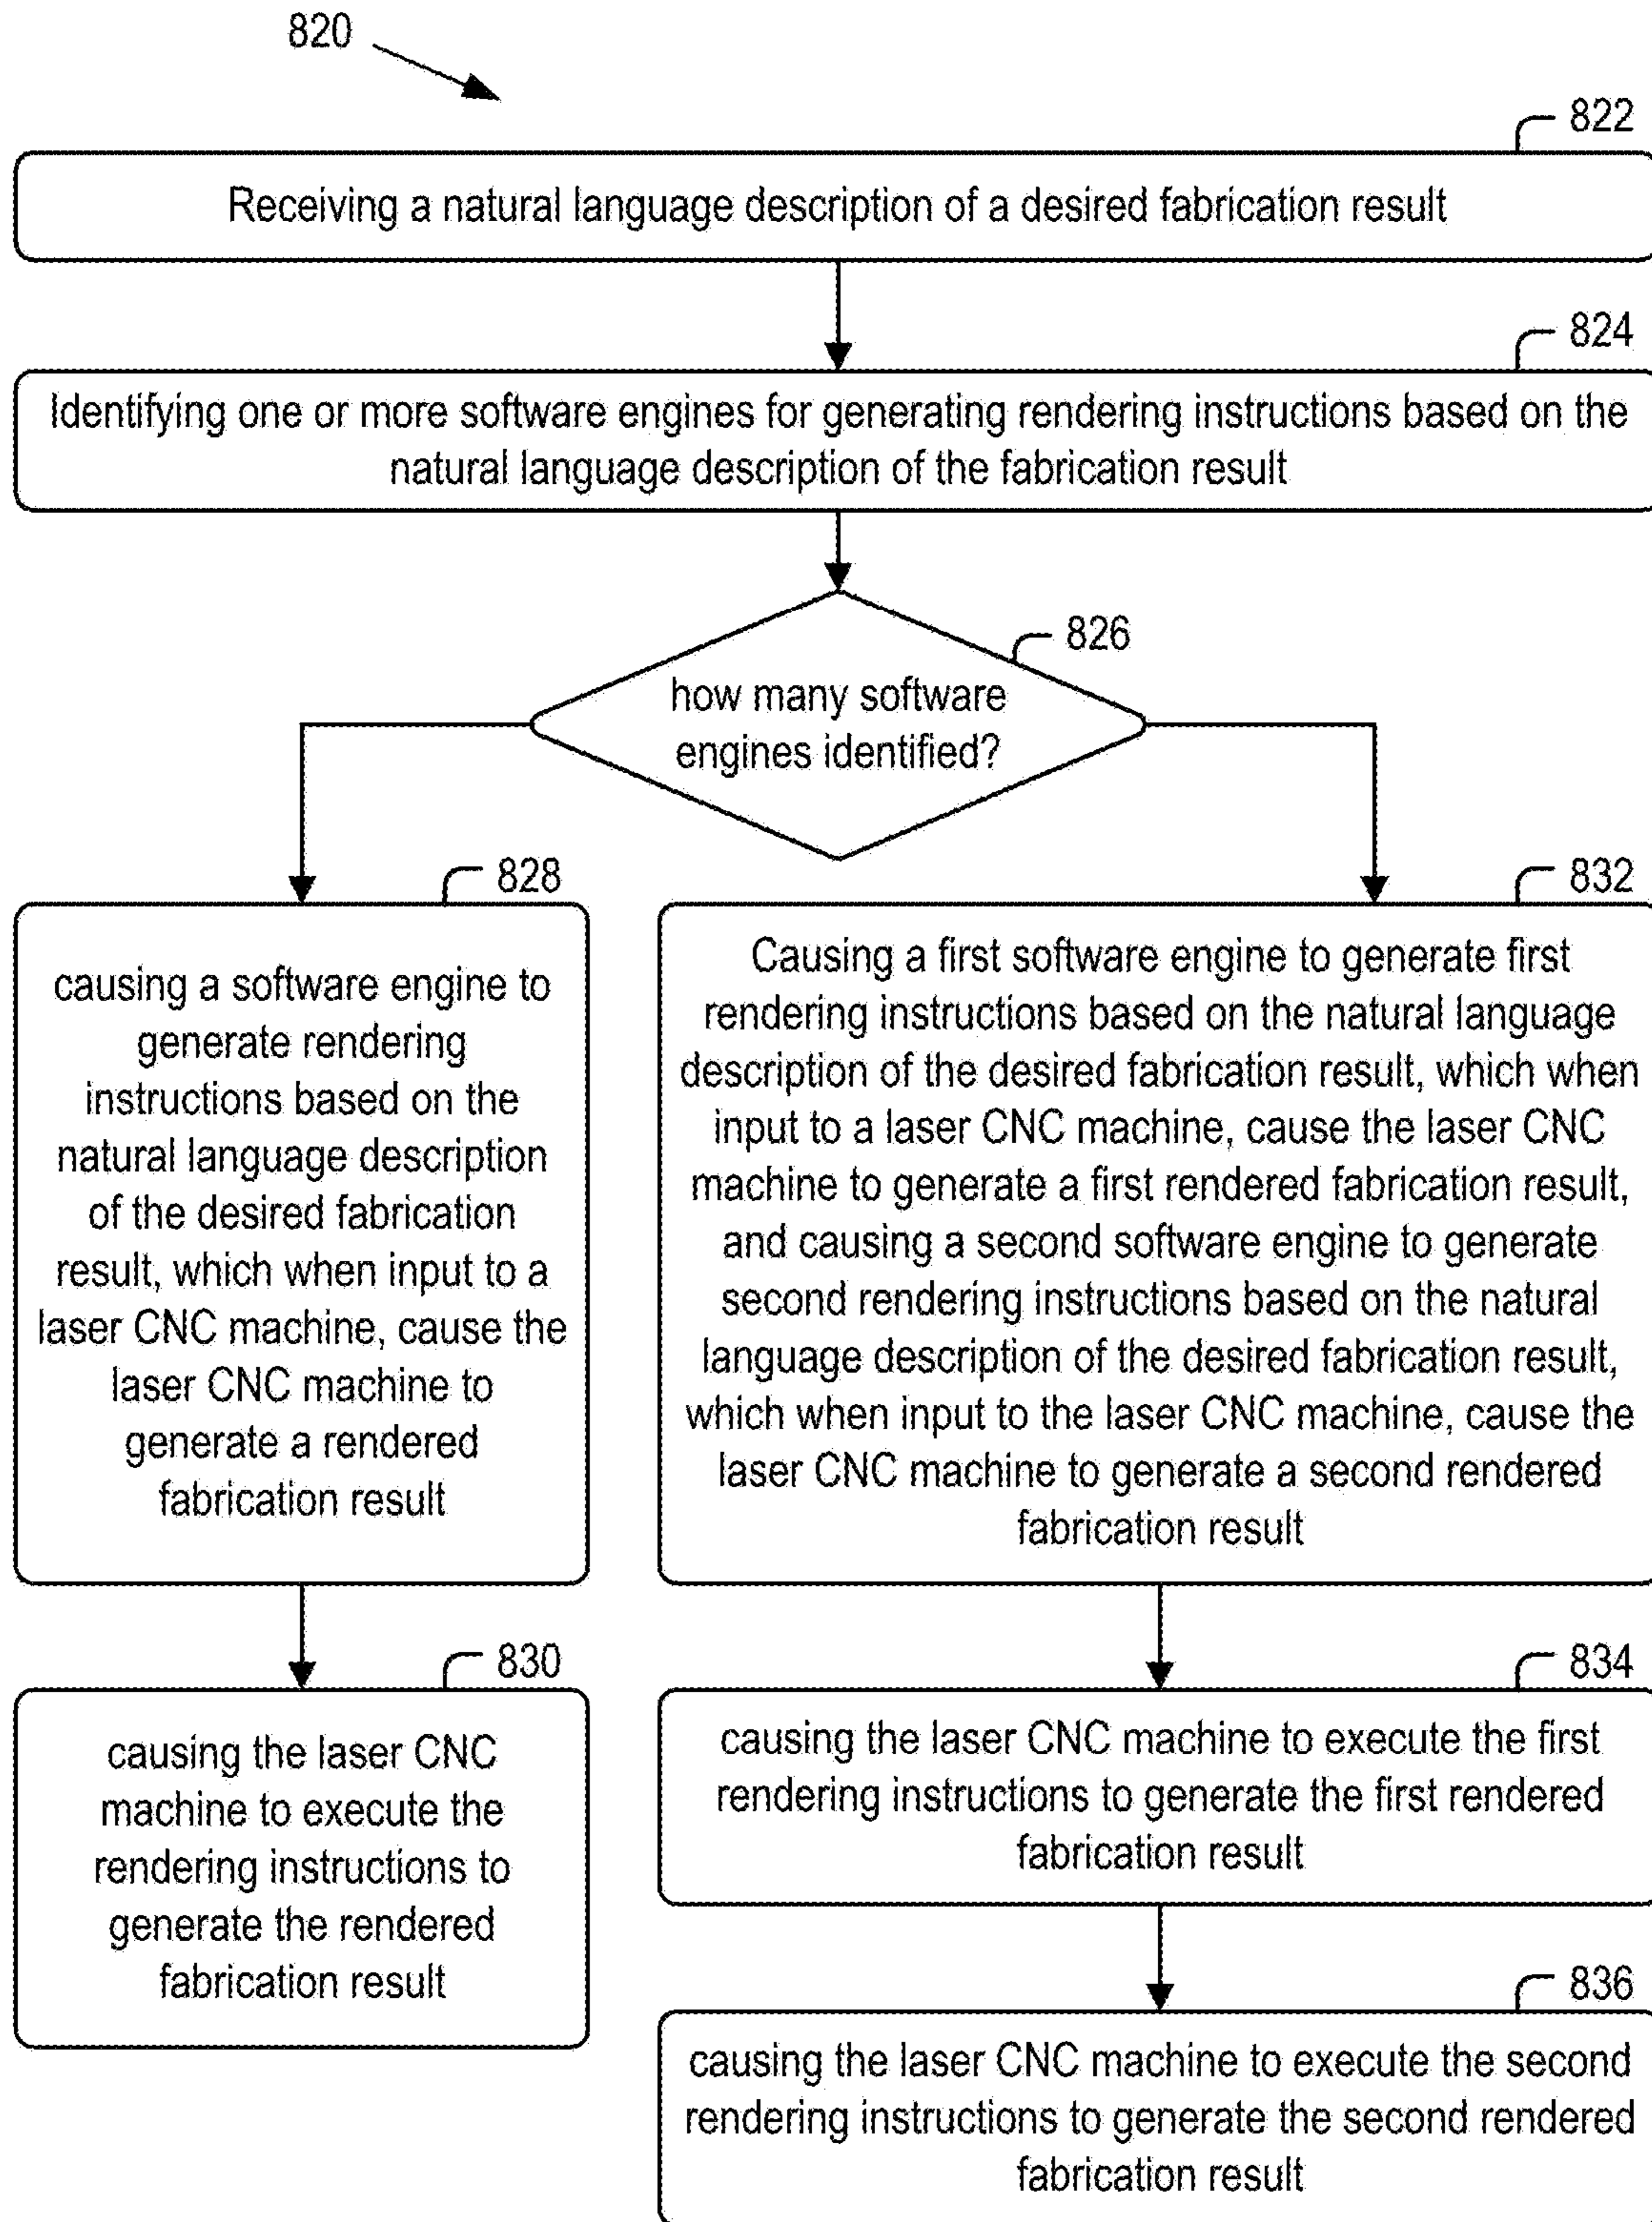 820
822
Receiving a natural language description of a desired fabrication result
824
Identifying one or more software engines for generating rendering instructions based on the
natural language description of the fabrication result
826
how many software
engines identified?
828
causing a software engine to
generate rendering
instructions based on the
natural language description
of the desired fabrication
result, which when input to a
laser CNC machine, cause the
laser CNC machine to
generate a rendered
fabrication result
830
causing the laser CNC
machine to execute the
rendering instructions to
generate the rendered
fabrication result
832
Causing a first software engine to generate first
rendering instructions based on the natural language
description of the desired fabrication result, which when
input to a laser CNC machine, cause the laser CNC
machine to generate a first rendered fabrication result,
and causing a second software engine to generate
second rendering instructions based on the natural
language description of the desired fabrication result,
which when input to the laser CNC machine, cause the
laser CNC machine to generate a second rendered
fabrication result
834
causing the laser CNC machine to execute the first
rendering instructions to generate the first rendered
fabrication result
836
causing the laser CNC machine to execute the second
rendering instructions to generate the second rendered
fabrication result